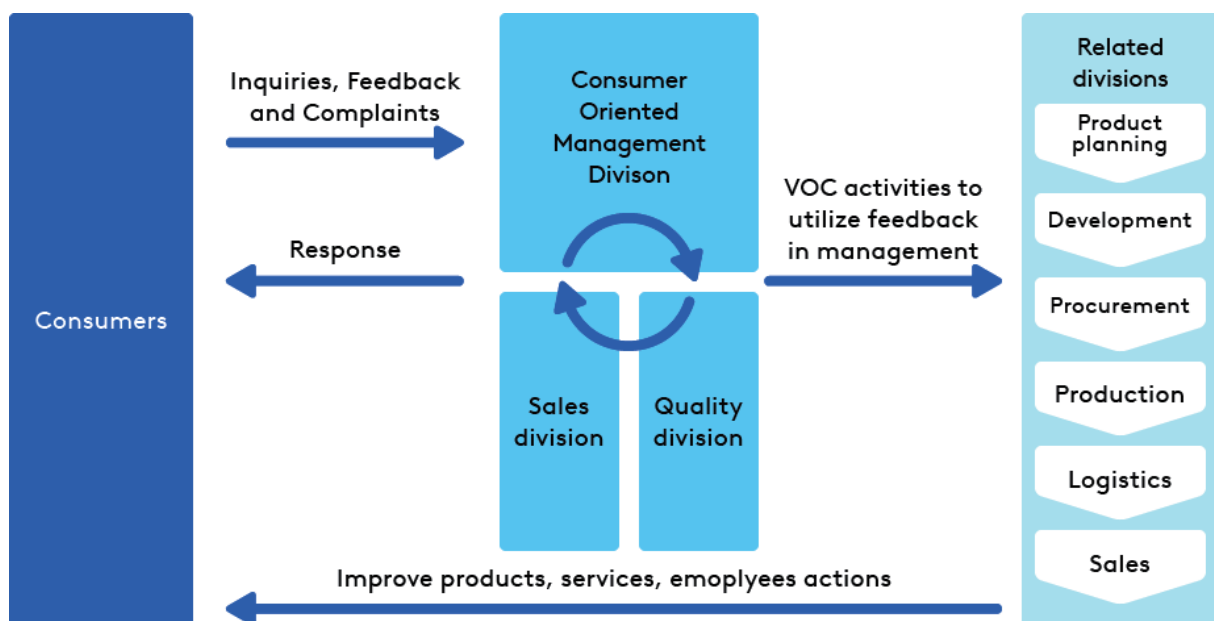 Consumers
Inquiries, Feedback
and Complaints
Response
Consumer
Oriented
Management
Divison
Sales
division
Quality
division
VOC activities to
utilize feedback
in management
Related
divisions
Product
planning
Development
Procurement
Production
Logistics
Sales
Improve products, services, emoplyees actions